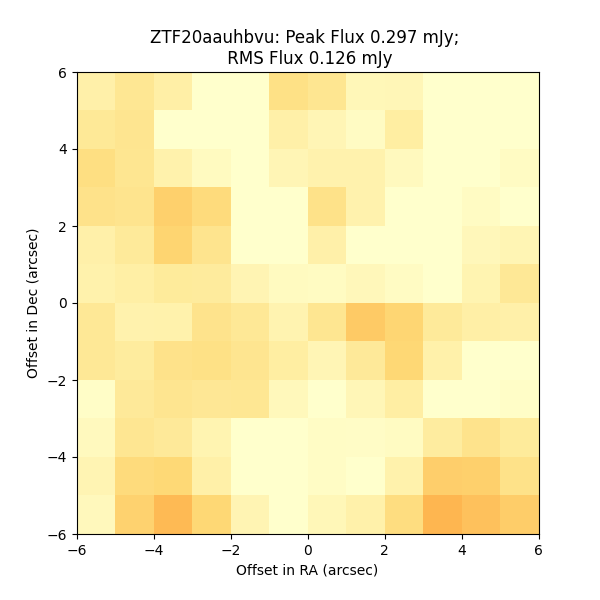 ZTF20aauhbvu: Peak Flux 0.297 mJy;
RMS Flux 0.126 mJy
6
4
2
0
−2
−4
−6
Offset in Dec (arcsec)
−6 −4 −2 0 2 4 6
Offset in RA (arcsec)